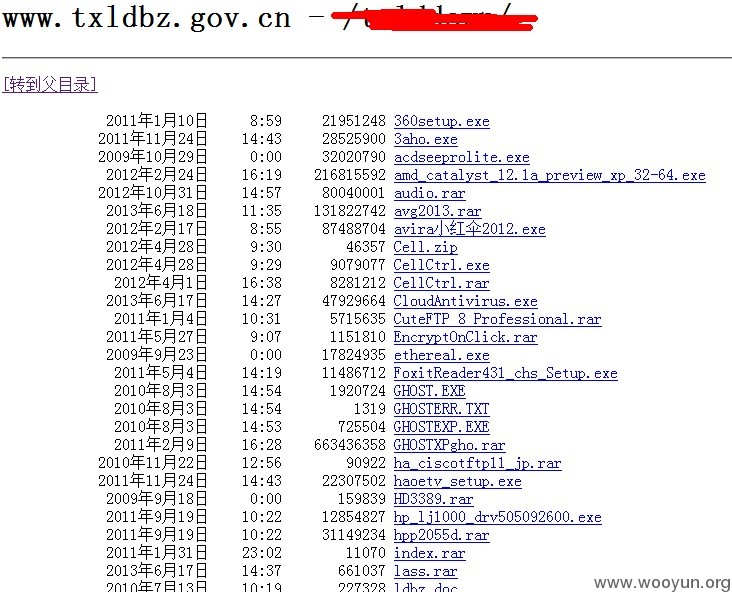 www.txldbz.gov.cn - /
[转到父目录]
2011年1月10日 8:59 21951248 360setup.exe
2011年11月24日 14:43 28525900 3aho.exe
2009年10月29日 0:00 32020790 acdseeprolite.exe
2012年2月24日 16:19 216815592 amd_catalyst_12.1a_preview_xp_32-64.exe
2012年10月31日 14:57 80040001 audio.rar
2013年6月18日 11:35 131822742 avg2013.rar
2012年2月17日 8:55 87488704 avira小红伞2012.exe
2012年4月28日 9:30 46357 Cell.zip
2012年4月28日 9:29 9079077 CellCtrl.exe
2012年4月1日 16:38 8281212 CellCtrl.rar
2013年6月17日 14:27 47929664 CloudAntivirus.exe
2011年1月4日 10:31 5715635 CuteFTP 8 Professional.rar
2011年5月27日 9:07 1151810 EncryptOnClick.rar
2009年9月23日 0:00 17824935 ethereal.exe
2011年5月4日 14:19 11486712 FoxitReader431_chs_Setup.exe
2010年8月3日 14:54 1920724 GHOST.EXE
2010年8月3日 14:54 1319 GHOSTERR.TXT
2010年8月3日 14:53 725504 GHOSTEXP.EXE
2011年2月9日 16:28 663436358 GHOSTXPgho.rar
2010年11月22日 12:56 90922 ha_ciscotftp11_jp.rar
2011年11月24日 14:43 22307502 haoetv_setup.exe
2009年9月18日 0:00 159839 HD3389.rar
2011年9月19日 10:22 12854827 hp_lj1000_drv505092600.exe
2011年9月19日 10:22 31149234 hpp2055d.rar
2011年1月31日 23:02 11070 index.rar
2013年6月17日 14:37 661037 lass.rar
2010年7月13日 10:19 227328 ldbz.doc
www.wooyun.org